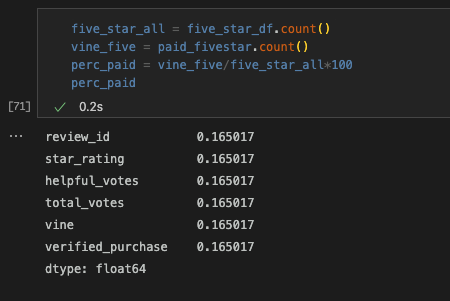 five_star_all = five_star_df.count()
vine_five = paid_fivestar.count()
perc_paid = vine_five/five_star_all*100
perc_paid
[71] ✓ 0.2s
... review_id 0.165017
star_rating 0.165017
helpful_votes 0.165017
total_votes 0.165017
vine 0.165017
verified_purchase 0.165017
dtype: float64